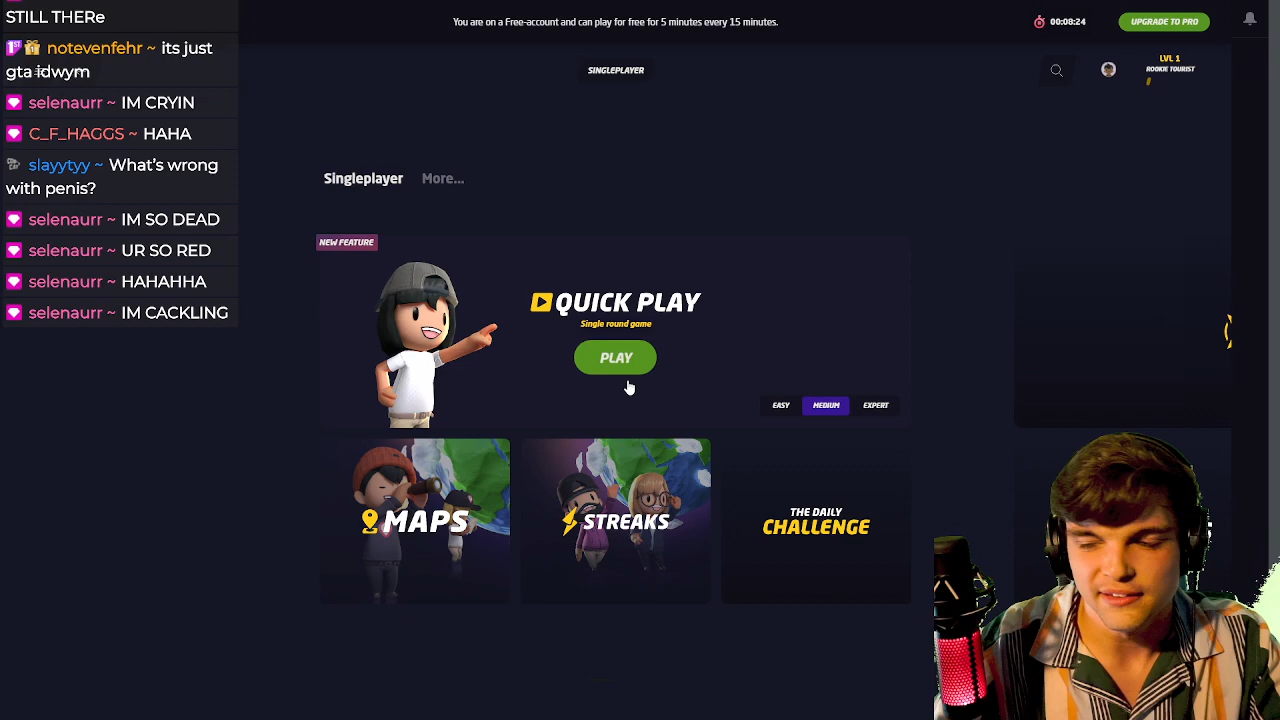 STILL THERe
notevenfehr ~ its just
gta idwym
selenaurr ~ IM CRYIN
C_F_HAGGS ~ HAHA
slayytyy ~ What's wrong
with penis?
selenaurr ~ IM SO DEAD
selenaurr ~ UR SO RED
selenaurr ~ HAHAHHA
selenaurr ~ IM CACKLING
You are on a Free-account and can play for free for 5 minutes every 15 minutes.
00:08:24
UPGRADE TO PRO
SINGLEPLAYER
LVL 1
ROOKIE TOURIST
Singleplayer More...
NEW FEATURE
QUICK PLAY
Single round game
PLAY
EASY MEDIUM EXPERT
MAPS
STREAKS
THE DAILY
CHALLENGE